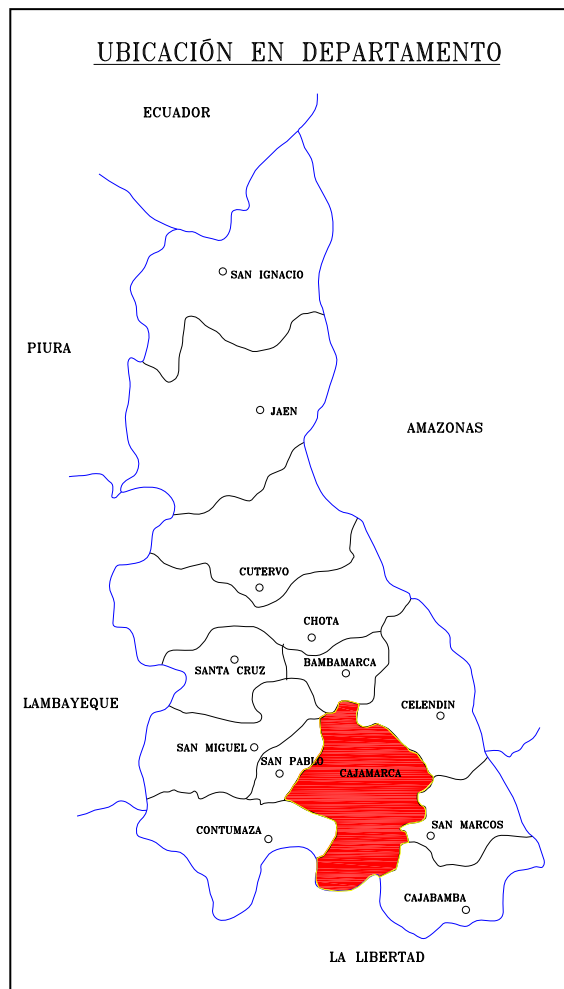 UBICACIÓN EN DEPARTAMENTO
ECUADOR
SAN IGNACIO
PIURA
JAEN
AMAZONAS
CUTERVO
CHOTA
SANTA CRUZ
BAMBAMARCA
LAMBAYEQUE
CELENDIN
SAN MIGUEL
SAN PABLO
CAJAMARCA
CONTUMAZA
SAN MARCOS
CAJABAMBA
LA LIBERTAD